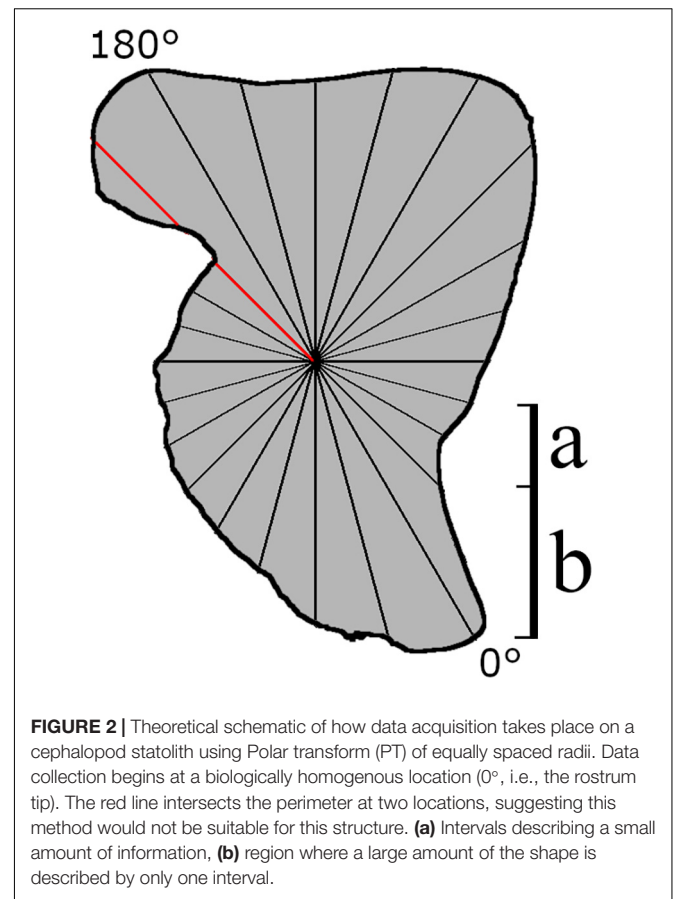 180°
a
b
0°
FIGURE 2 | Theoretical schematic of how data acquisition takes place on a
cephalopod statolith using Polar transform (PT) of equally spaced radii. Data
collection begins at a biologically homogenous location (0°, i.e., the rostrum
tip). The red line intersects the perimeter at two locations, suggesting this
method would not be suitable for this structure. (a) Intervals describing a small
amount of information, (b) region where a large amount of the shape is
described by only one interval.